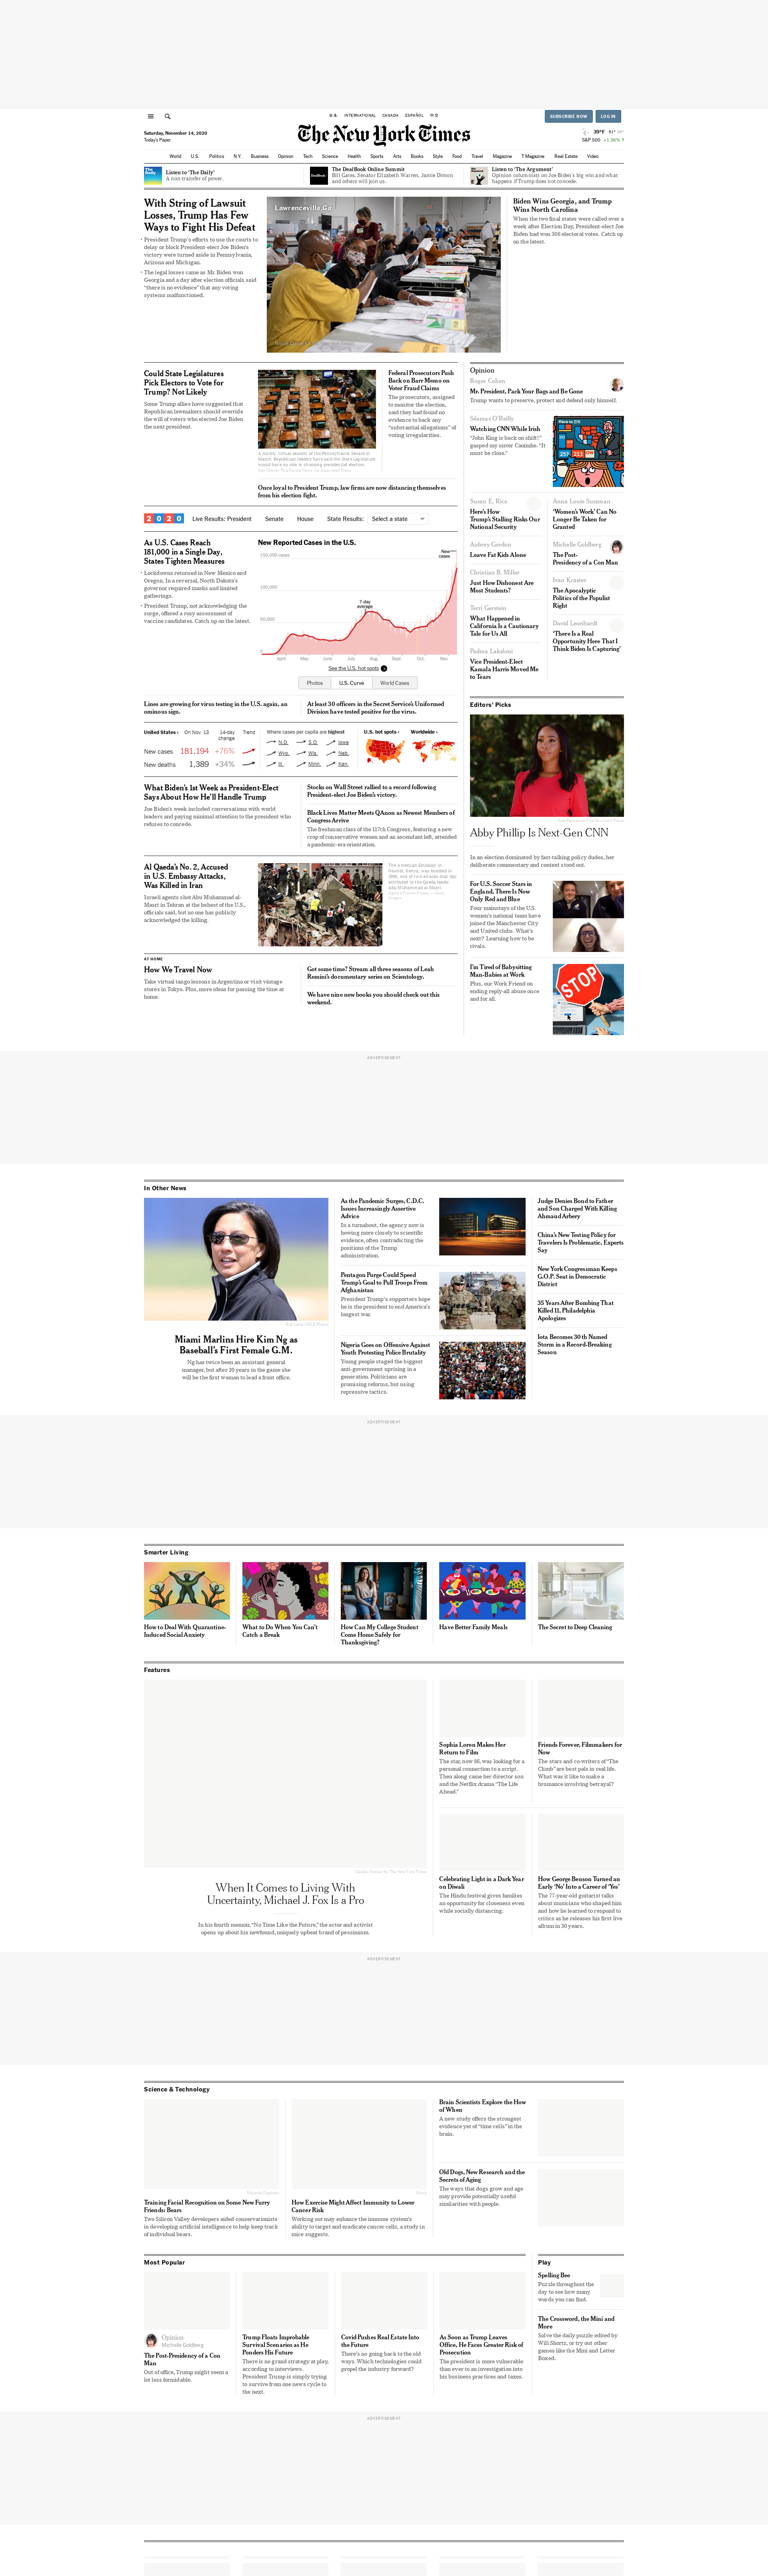 U.S.
INTERNATIONAL
CANADA
ESPAÑOL
中文
SUBSCRIBE NOW
LOG IN
Saturday, November 14, 2020
Today's Paper
The New York Times
39°F
S&P 500 +1.36%
World
U.S.
Politics
N.Y.
Business
Opinion
Tech
Science
Health
Sports
Arts
Books
Style
Food
Travel
Magazine
T Magazine
Real Estate
Video
Listen to 'The Daily'
A non-transfer of power.
The DealBook Online Summit
Bill Gates, Senator Elizabeth Warren, Jamie Dimon
and others will join us.
Listen to 'The Argument'
Opinion columnists on Joe Biden's big win and what
happens if Trump does not concede.
With String of Lawsuit
Losses, Trump Has Few
Ways to Fight His Defeat
President Trump's efforts to use the courts to
delay or block President-elect Joe Biden's
victory were turned aside in Pennsylvania,
Arizona and Michigan.
The legal losses came as Mr. Biden won
Georgia and a day after election officials said
"there is no evidence" that any voting
systems malfunctioned.
Lawrenceville, Ga.
Biden Wins Georgia, and Trump
Wins North Carolina
When the two final states were called over a
week after Election Day, President-elect Joe
Biden had won 306 electoral votes. Catch up
on the latest.
Could State Legislatures
Pick Electors to Vote for
Trump? Not Likely
Some Trump allies have suggested that
Republican lawmakers should override
the will of voters who elected Joe Biden
the next president.
A mostly virtual session of the Pennsylvania Senate in
March. Republican leaders have said the State Legislature
would have no role in choosing presidential electors.
Federal Prosecutors Push
Back on Barr Memo on
Voter Fraud Claims
The prosecutors, assigned
to monitor the election,
said they had found no
evidence to back any
"substantial allegations" of
voting irregularities.
Once loyal to President Trump, law firms are now distancing themselves
from his election fight.
2020
Live Results: President
Senate
House
State Results:
Select a state
As U.S. Cases Reach
181,000 in a Single Day,
States Tighten Measures
Lockdowns returned in New Mexico and
Oregon. In a reversal, North Dakota's
governor required masks and limited
gatherings.
President Trump, not acknowledging the
surge, offered a rosy assessment of
vaccine candidates. Catch up on the latest.
New Reported Cases in the U.S.
150,000 cases
100,000
50,000
0
New
cases
7-day
average
April
May
June
July
Aug.
Sept.
Oct.
Nov.
See the U.S. hot spots
Photos
U.S. Curve
World Cases
Lines are growing for virus testing in the U.S. again, an
ominous sign.
At least 30 officers in the Secret Service's Uniformed
Division have tested positive for the virus.
United States ›
On Nov. 13
14-day
change
Trend
New cases 181,194 +76%
New deaths 1,389 +34%
Where cases per capita are highest
N.D.
S.D.
Iowa
Wyo.
Wis.
Neb.
Ill.
Minn.
Kan.
U.S. hot spots ›
Worldwide ›
What Biden's 1st Week as President-Elect
Says About How He'll Handle Trump
Joe Biden's week included conversations with world
leaders and paying minimal attention to the president who
refuses to concede.
Stocks on Wall Street rallied to a record following
President-elect Joe Biden's victory.
Black Lives Matter Meets QAnon as Newest Members of
Congress Arrive
The freshman class of the 117th Congress, featuring a new
crop of conservative women and an ascendant left, attended
a pandemic-era orientation.
Al Qaeda's No. 2, Accused
in U.S. Embassy Attacks,
Was Killed in Iran
Israeli agents shot Abu Muhammad al-
Masri in Tehran at the behest of the U.S.,
officials said, but no one has publicly
acknowledged the killing.
The American Embassy in
Nairobi, Kenya, was bombed in
1998, one of two attacks that day
attributed to the Qaeda leader
Abu Muhammad al-Masri.
AT HOME
How We Travel Now
Take virtual tango lessons in Argentina or visit vintage
stores in Tokyo. Plus, more ideas for passing the time at
home.
Got some time? Stream all three seasons of Leah
Remini's documentary series on Scientology.
We have nine new books you should check out this
weekend.
Opinion
Roger Cohen
Mr. President, Pack Your Bags and Be Gone
Trump wants to preserve, protect and defend only himself.
Séamas O'Reilly
Watching CNN While Irish
"John King is back on shift!"
gasped my sister Caoimhe. "It
must be close."
Susan E. Rice
Here's How
Trump's Stalling Risks Our
National Security
Aubrey Gordon
Leave Fat Kids Alone
Christian B. Miller
Just How Dishonest Are
Most Students?
Terri Gerstein
What Happened in
California Is a Cautionary
Tale for Us All
Padma Lakshmi
Vice President-Elect
Kamala Harris Moved Me
to Tears
Anna Louie Sussman
'Women's Work' Can No
Longer Be Taken for
Granted
Michelle Goldberg
The Post-
Presidency of a Con Man
Ivan Krastev
The Apocalyptic
Politics of the Populist
Right
David Leonhardt
'There Is a Real
Opportunity Here That I
Think Biden Is Capturing'
Editors' Picks
Abby Phillip Is Next-Gen CNN
In an election dominated by fast-talking policy dudes, her
deliberate commentary and context stood out.
For U.S. Soccer Stars in
England, There Is Now
Only Red and Blue
Four mainstays of the U.S.
women's national team have
joined the Manchester City
and United clubs. What's
next? Learning how to be
rivals.
I'm Tired of Babysitting
Man-Babies at Work
Plus, our Work Friend on
ending reply-all abuse once
and for all.
STOP
ADVERTISEMENT
In Other News
Miami Marlins Hire Kim Ng as
Baseball's First Female G.M.
Ng has twice been an assistant general
manager, but after 30 years in the game she
will be the first woman to lead a front office.
As the Pandemic Surges, C.D.C.
Issues Increasingly Assertive
Advice
In a turnabout, the agency now is
hewing more closely to scientific
evidence, often contradicting the
positions of the Trump
administration.
Pentagon Purge Could Speed
Trump's Goal to Pull Troops From
Afghanistan
President Trump's supporters hope
he is the president to end America's
longest war.
Nigeria Goes on Offensive Against
Youth Protesting Police Brutality
Young people staged the biggest
anti-government uprising in a
generation. Politicians are
promising reforms, but using
repressive tactics.
Judge Denies Bond to Father
and Son Charged With Killing
Ahmaud Arbery
China's New Testing Policy for
Travelers Is Problematic, Experts
Say
New York Congressman Keeps
G.O.P. Seat in Democratic
District
35 Years After Bombing That
Killed 11, Philadelphia
Apologizes
Iota Becomes 30th Named
Storm in a Record-Breaking
Season
ADVERTISEMENT
Smarter Living
How to Deal With Quarantine-
Induced Social Anxiety
What to Do When You Can't
Catch a Break
How Can My College Student
Come Home Safely for
Thanksgiving?
Have Better Family Meals
The Secret to Deep Cleaning
Features
When It Comes to Living With
Uncertainty, Michael J. Fox Is a Pro
In his fourth memoir, "No Time Like the Future," the actor and activist
opens up about his newfound, uniquely upbeat brand of pessimism.
Sophia Loren Makes Her
Return to Film
The star, now 86, was looking for a
personal connection to a script.
Then along came her director son
and the Netflix drama "The Life
Ahead."
Friends Forever, Filmmakers for
Now
The stars and co-writers of "The
Climb" are best pals in real life.
What was it like to make a
bromance involving betrayal?
Celebrating Light in a Dark Year
on Diwali
The Hindu festival gives families
an opportunity for closeness even
while socially distancing.
How George Benson Turned an
Early 'No' Into a Career of 'Yes'
The 77-year-old guitarist talks
about musicians who shaped him
and how he learned to respond to
critics as he releases his first live
album in 30 years.
ADVERTISEMENT
Science & Technology
Training Facial Recognition on Some New Furry
Friends: Bears
Two Silicon Valley developers aided conservationists
in developing artificial intelligence to help keep track
of individual bears.
How Exercise Might Affect Immunity to Lower
Cancer Risk
Working out may enhance the immune system's
ability to target and eradicate cancer cells, a study in
mice suggests.
Brain Scientists Explore the How
of When
A new study offers the strongest
evidence yet of "time cells" in the
brain.
Old Dogs, New Research and the
Secrets of Aging
The ways that dogs grow and age
may provide potentially useful
similarities with people.
Most Popular
Opinion
Michelle Goldberg
The Post-Presidency of a Con
Man
Out of office, Trump might seem a
lot less formidable.
Trump Floats Improbable
Survival Scenarios as He
Ponders His Future
There is no grand strategy at play,
according to interviews.
President Trump is simply trying
to survive from one news cycle to
the next.
Covid Pushes Real Estate Into
the Future
There's no going back to the old
ways. Which technologies could
propel the industry forward?
As Soon as Trump Leaves
Office, He Faces Greater Risk of
Prosecution
The president is more vulnerable
than ever to an investigation into
his business practices and taxes.
Play
Spelling Bee
Puzzle throughout the
day to see how many
words you can find.
The Crossword, the Mini and
More
Solve the daily puzzle edited by
Will Shortz, or try out other
games like the Mini and Letter
Boxed.
ADVERTISEMENT